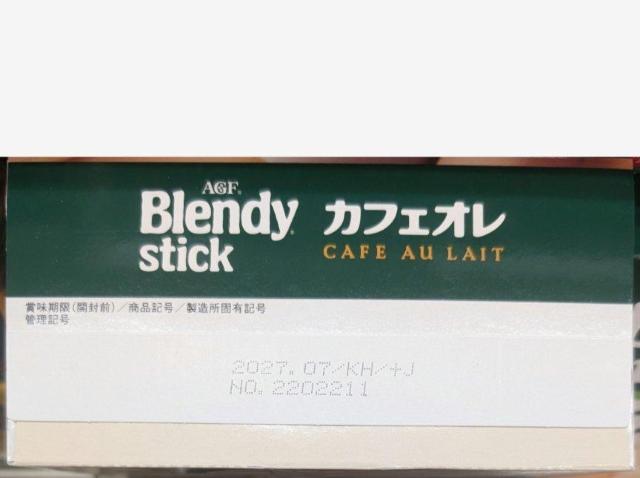 AGF®
Blendy® カフェオレ
stick CAFE AU LAIT
賞味期限(開封前)/商品記号/製造所固有記号
管理記号
2027.07/KH/+J
NO.2202211